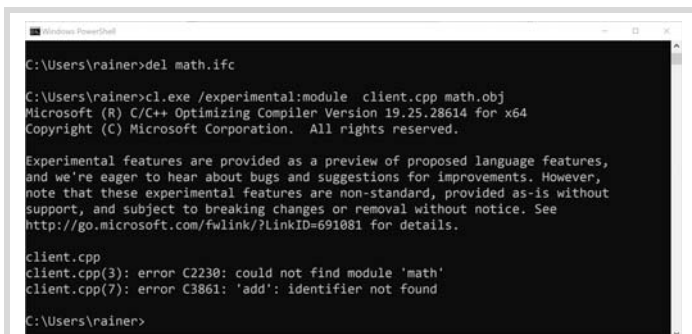 Windows PowerShell
C:\Users\rainer>del math.ifc
C:\Users\rainer>cl.exe /experimental:module  client.cpp math.obj
Microsoft (R) C/C++ Optimizing Compiler Version 19.25.28614 for x64
Copyright (C) Microsoft Corporation.  All rights reserved.
Experimental features are provided as a preview of proposed language features,
and we're eager to hear about bugs and suggestions for improvements. However,
note that these experimental features are non-standard, provided as-is without
support, and subject to breaking changes or removal without notice. See
http://go.microsoft.com/fwlink/?LinkID=691081 for details.
client.cpp
client.cpp(3): error C2230: could not find module 'math'
client.cpp(7): error C3861: 'add': identifier not found
C:\Users\rainer>